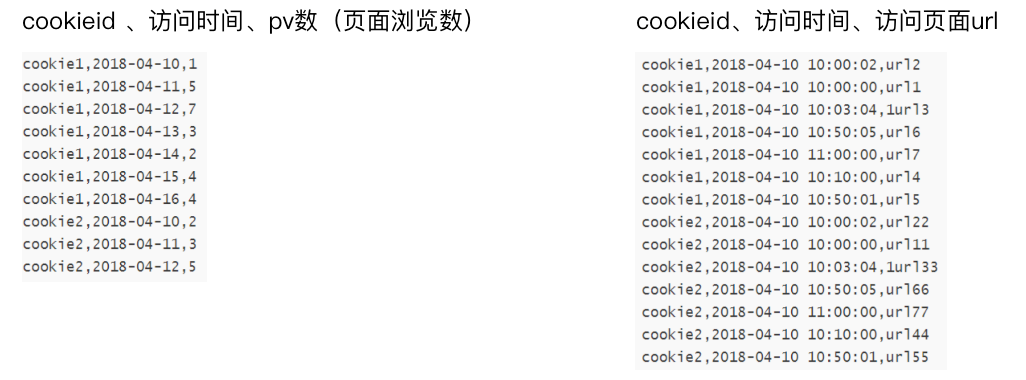 cookieid 、访问时间、pv数（页面浏览数）
cookie1,2018-04-10,1
cookie1,2018-04-11,5
cookie1,2018-04-12,7
cookie1,2018-04-13,3
cookie1,2018-04-14,2
cookie1,2018-04-15,4
cookie1,2018-04-16,4
cookie2,2018-04-10,2
cookie2,2018-04-11,3
cookie2,2018-04-12,5
cookieid、访问时间、访问页面url
cookie1,2018-04-10 10:00:02,url2
cookie1,2018-04-10 10:00:00,url1
cookie1,2018-04-10 10:03:04,1url3
cookie1,2018-04-10 10:50:05,url6
cookie1,2018-04-10 11:00:00,url7
cookie1,2018-04-10 10:10:00,url4
cookie1,2018-04-10 10:50:01,url5
cookie2,2018-04-10 10:00:02,url22
cookie2,2018-04-10 10:00:00,url11
cookie2,2018-04-10 10:03:04,1url33
cookie2,2018-04-10 10:50:05,url66
cookie2,2018-04-10 11:00:00,url77
cookie2,2018-04-10 10:10:00,url44
cookie2,2018-04-10 10:50:01,url55